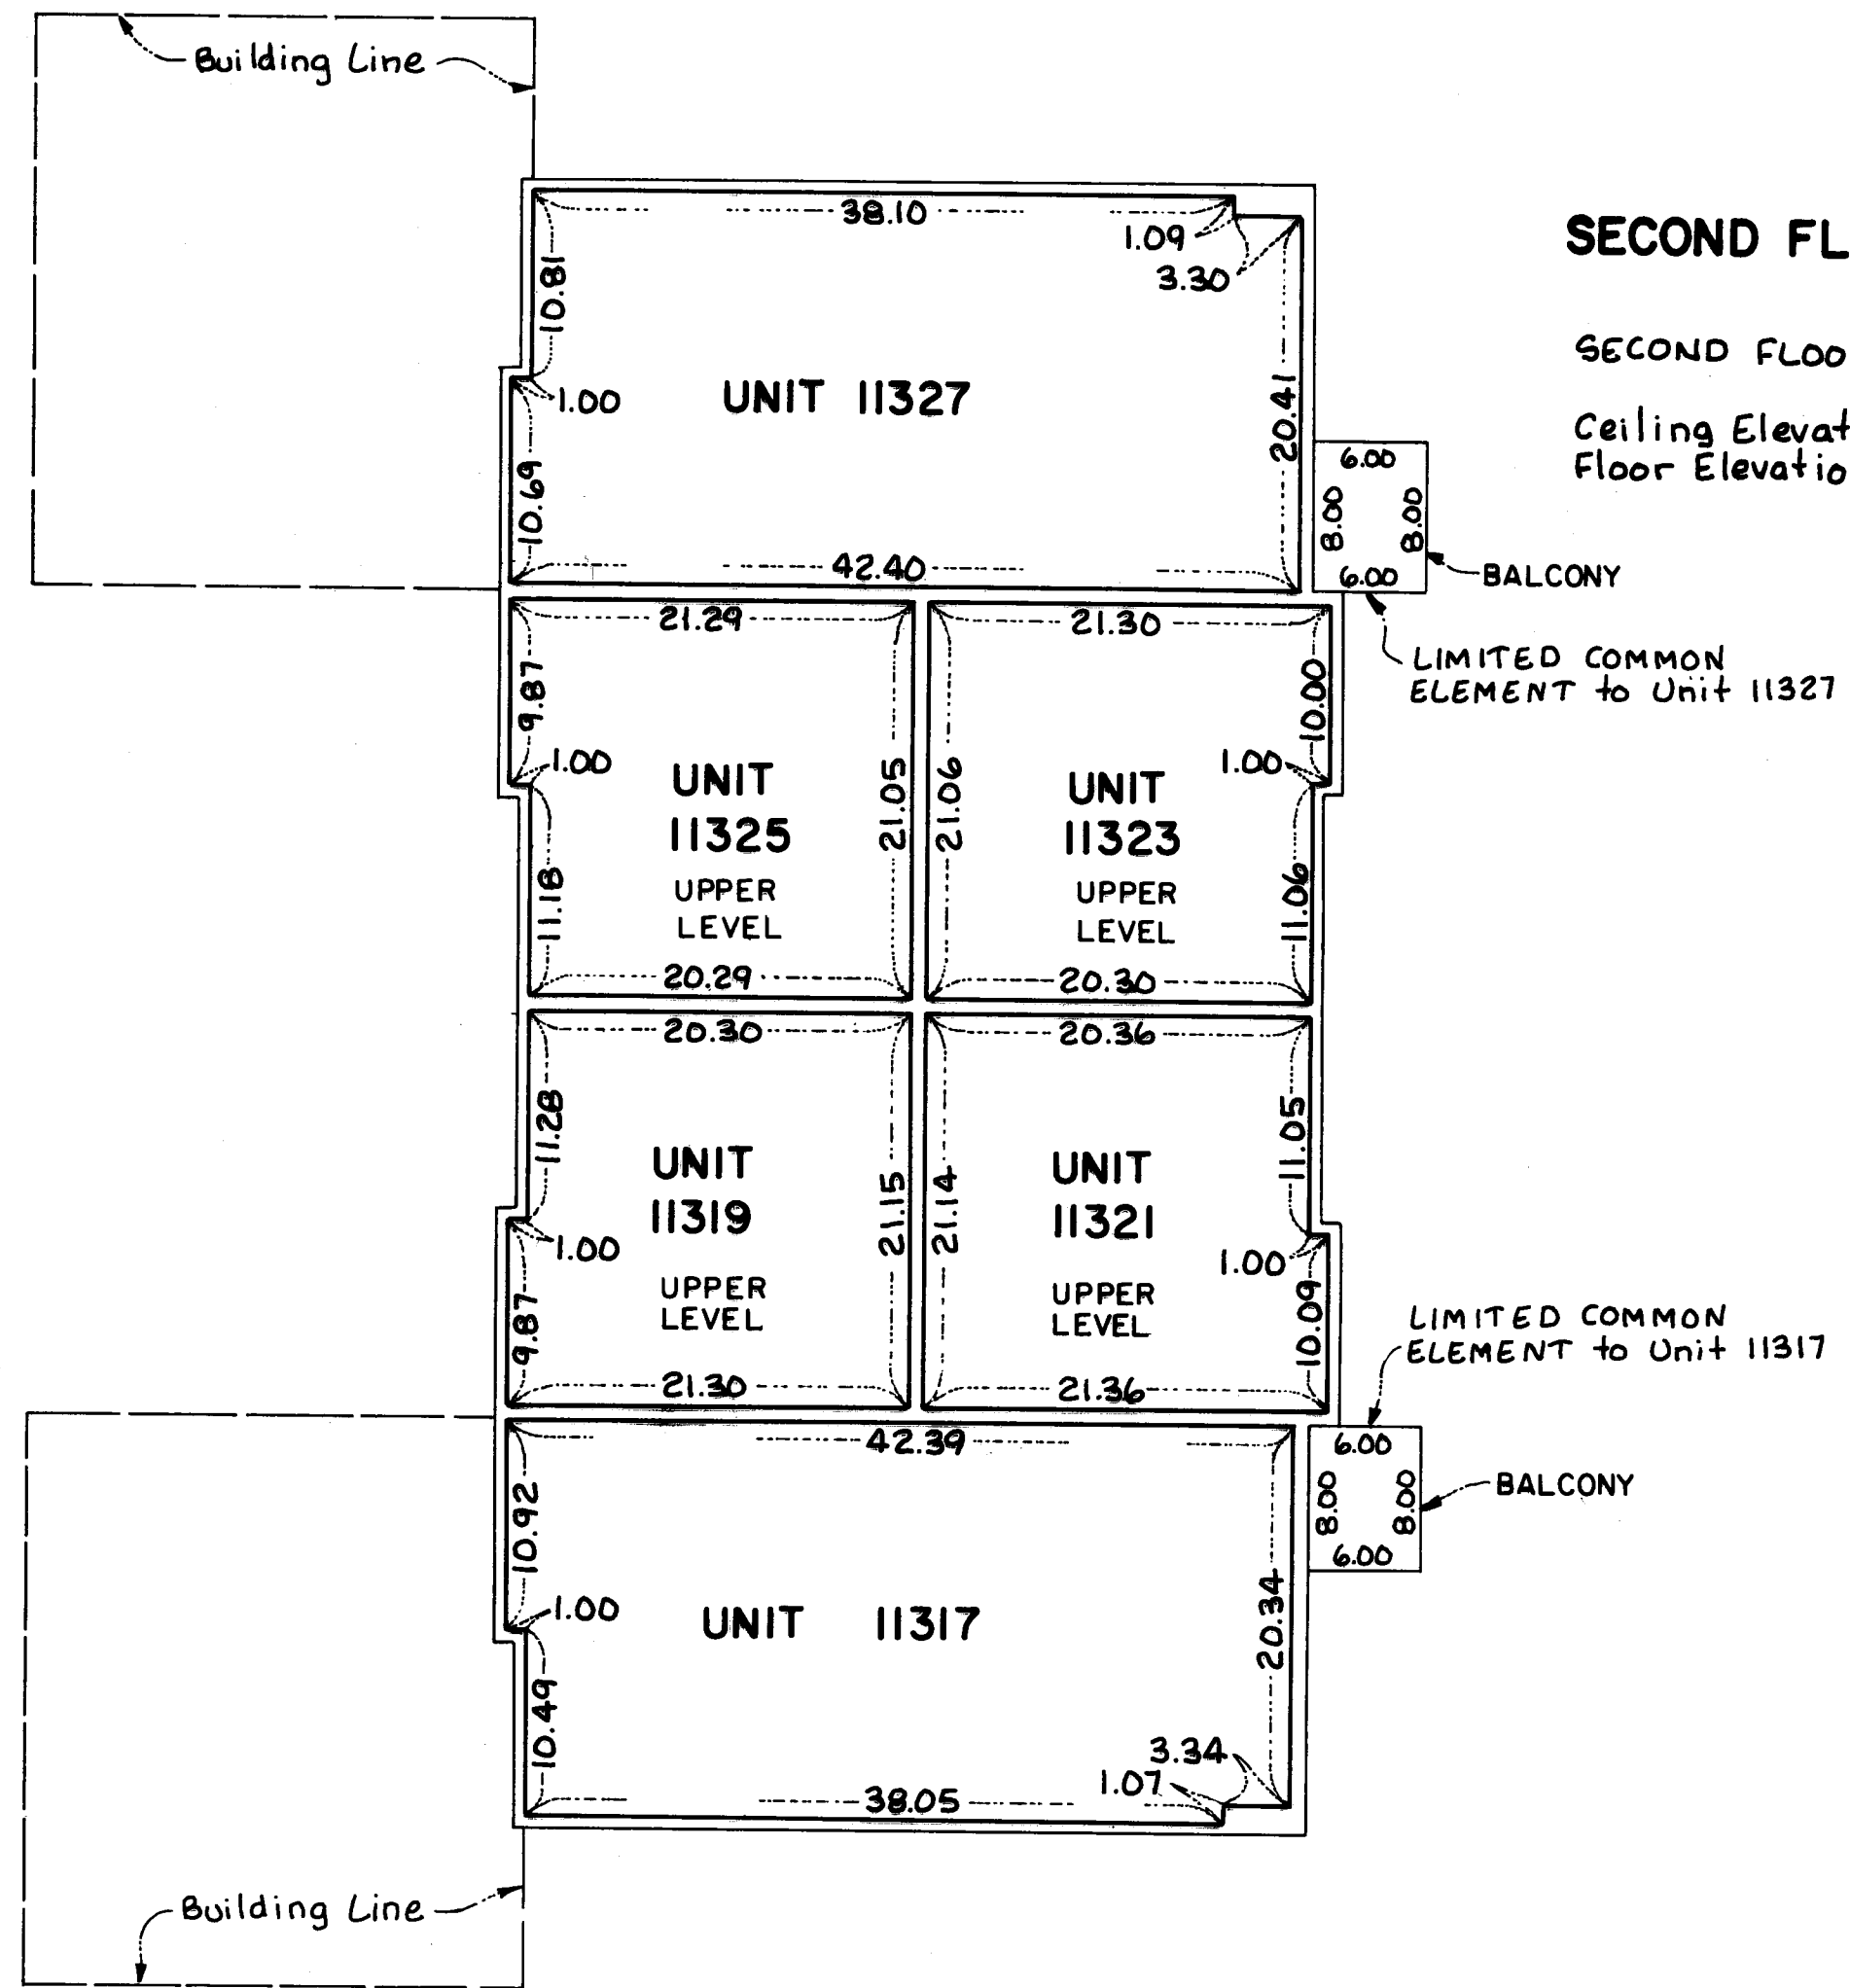 Building Line
SECOND FL
SECOND FLOO
Ceiling Elevat
Floor Elevatio
38.10
1.09
3.30
10.81
1.00
UNIT 11327
20.41
10.69
42.40
6.00
8.00
8.00
6.00
BALCONY
LIMITED COMMON
ELEMENT to Unit 11327
21.29
9.87
1.00
UNIT
11325
UPPER
LEVEL
21.05
11.18
20.29
21.30
10.00
1.00
UNIT
11323
UPPER
LEVEL
21.06
11.06
20.30
20.30
11.28
UNIT
11319
UPPER
LEVEL
21.15
1.00
9.87
21.30
20.36
11.05
UNIT
11321
UPPER
LEVEL
21.14
1.00
10.09
21.36
LIMITED COMMON
ELEMENT to Unit 11317
6.00
8.00
8.00
6.00
BALCONY
42.39
10.92
1.00
UNIT 11317
20.34
10.49
3.34
1.07
38.05
Building Line